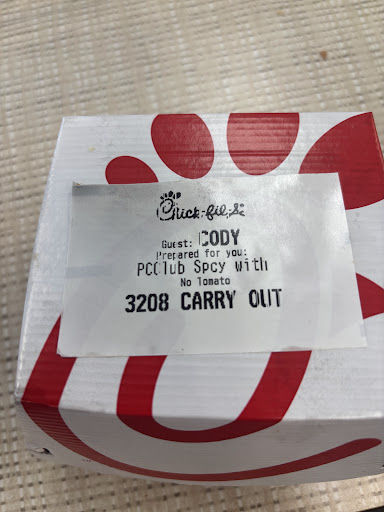 Chick-fil-A
Guest: CODY
Prepared for you:
PCClub Spcy with
No Tomato
3208 CARRY OUT